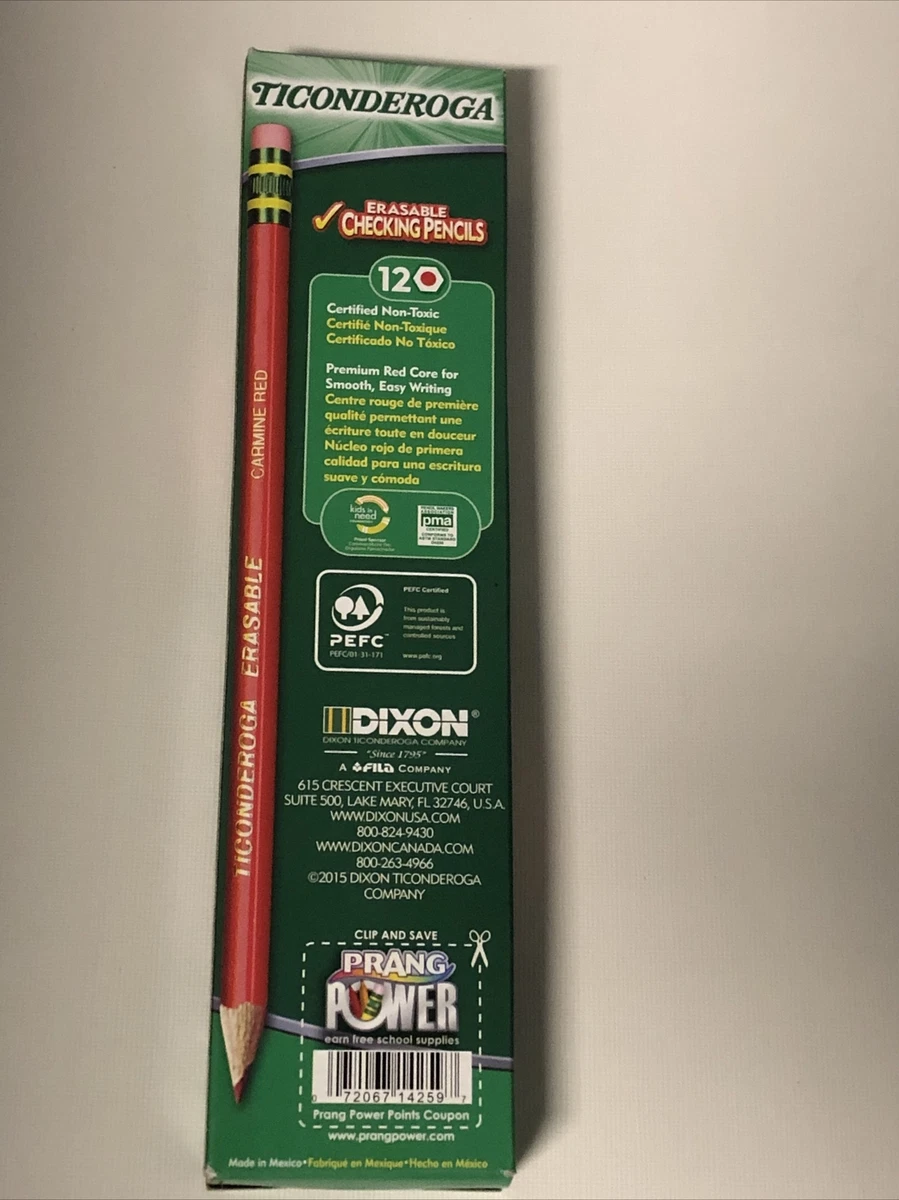 TICONDEROGA
ERASABLE
CHECKING PENCILS
12
Certified Non-Toxic
Certifié Non-Toxique
Certificado No Tóxico
Premium Red Core for
Smooth, Easy Writing
Centre rouge de première
qualité permettant une
écriture toute en douceur
Núcleo rojo de primera
calidad para una escritura
suave y cómoda
kids in
need
pma
CERTIFIED
CONFORMS TO
PEFC Certified
This product is
from sustainably
managed forests and
controlled sources
www.pefc.org
PEFC™
PEFC/01-31-171
DIXON®
DIXON TICONDEROGA COMPANY
"Since 1795"
A FILA COMPANY
615 CRESCENT EXECUTIVE COURT
SUITE 500, LAKE MARY, FL 32746, U.S.A.
WWW.DIXONUSA.COM
800-824-9430
WWW.DIXONCANADA.COM
800-263-4966
©2015 DIXON TICONDEROGA
COMPANY
CLIP AND SAVE
PRANG
POWER
earn free school supplies
0 72067 14259 7
Prang Power Points Coupon
www.prangpower.com
Made in Mexico•Fabriqué en Mexique•Hecho en México
TICONDEROGA ERASABLE CARMINE RED